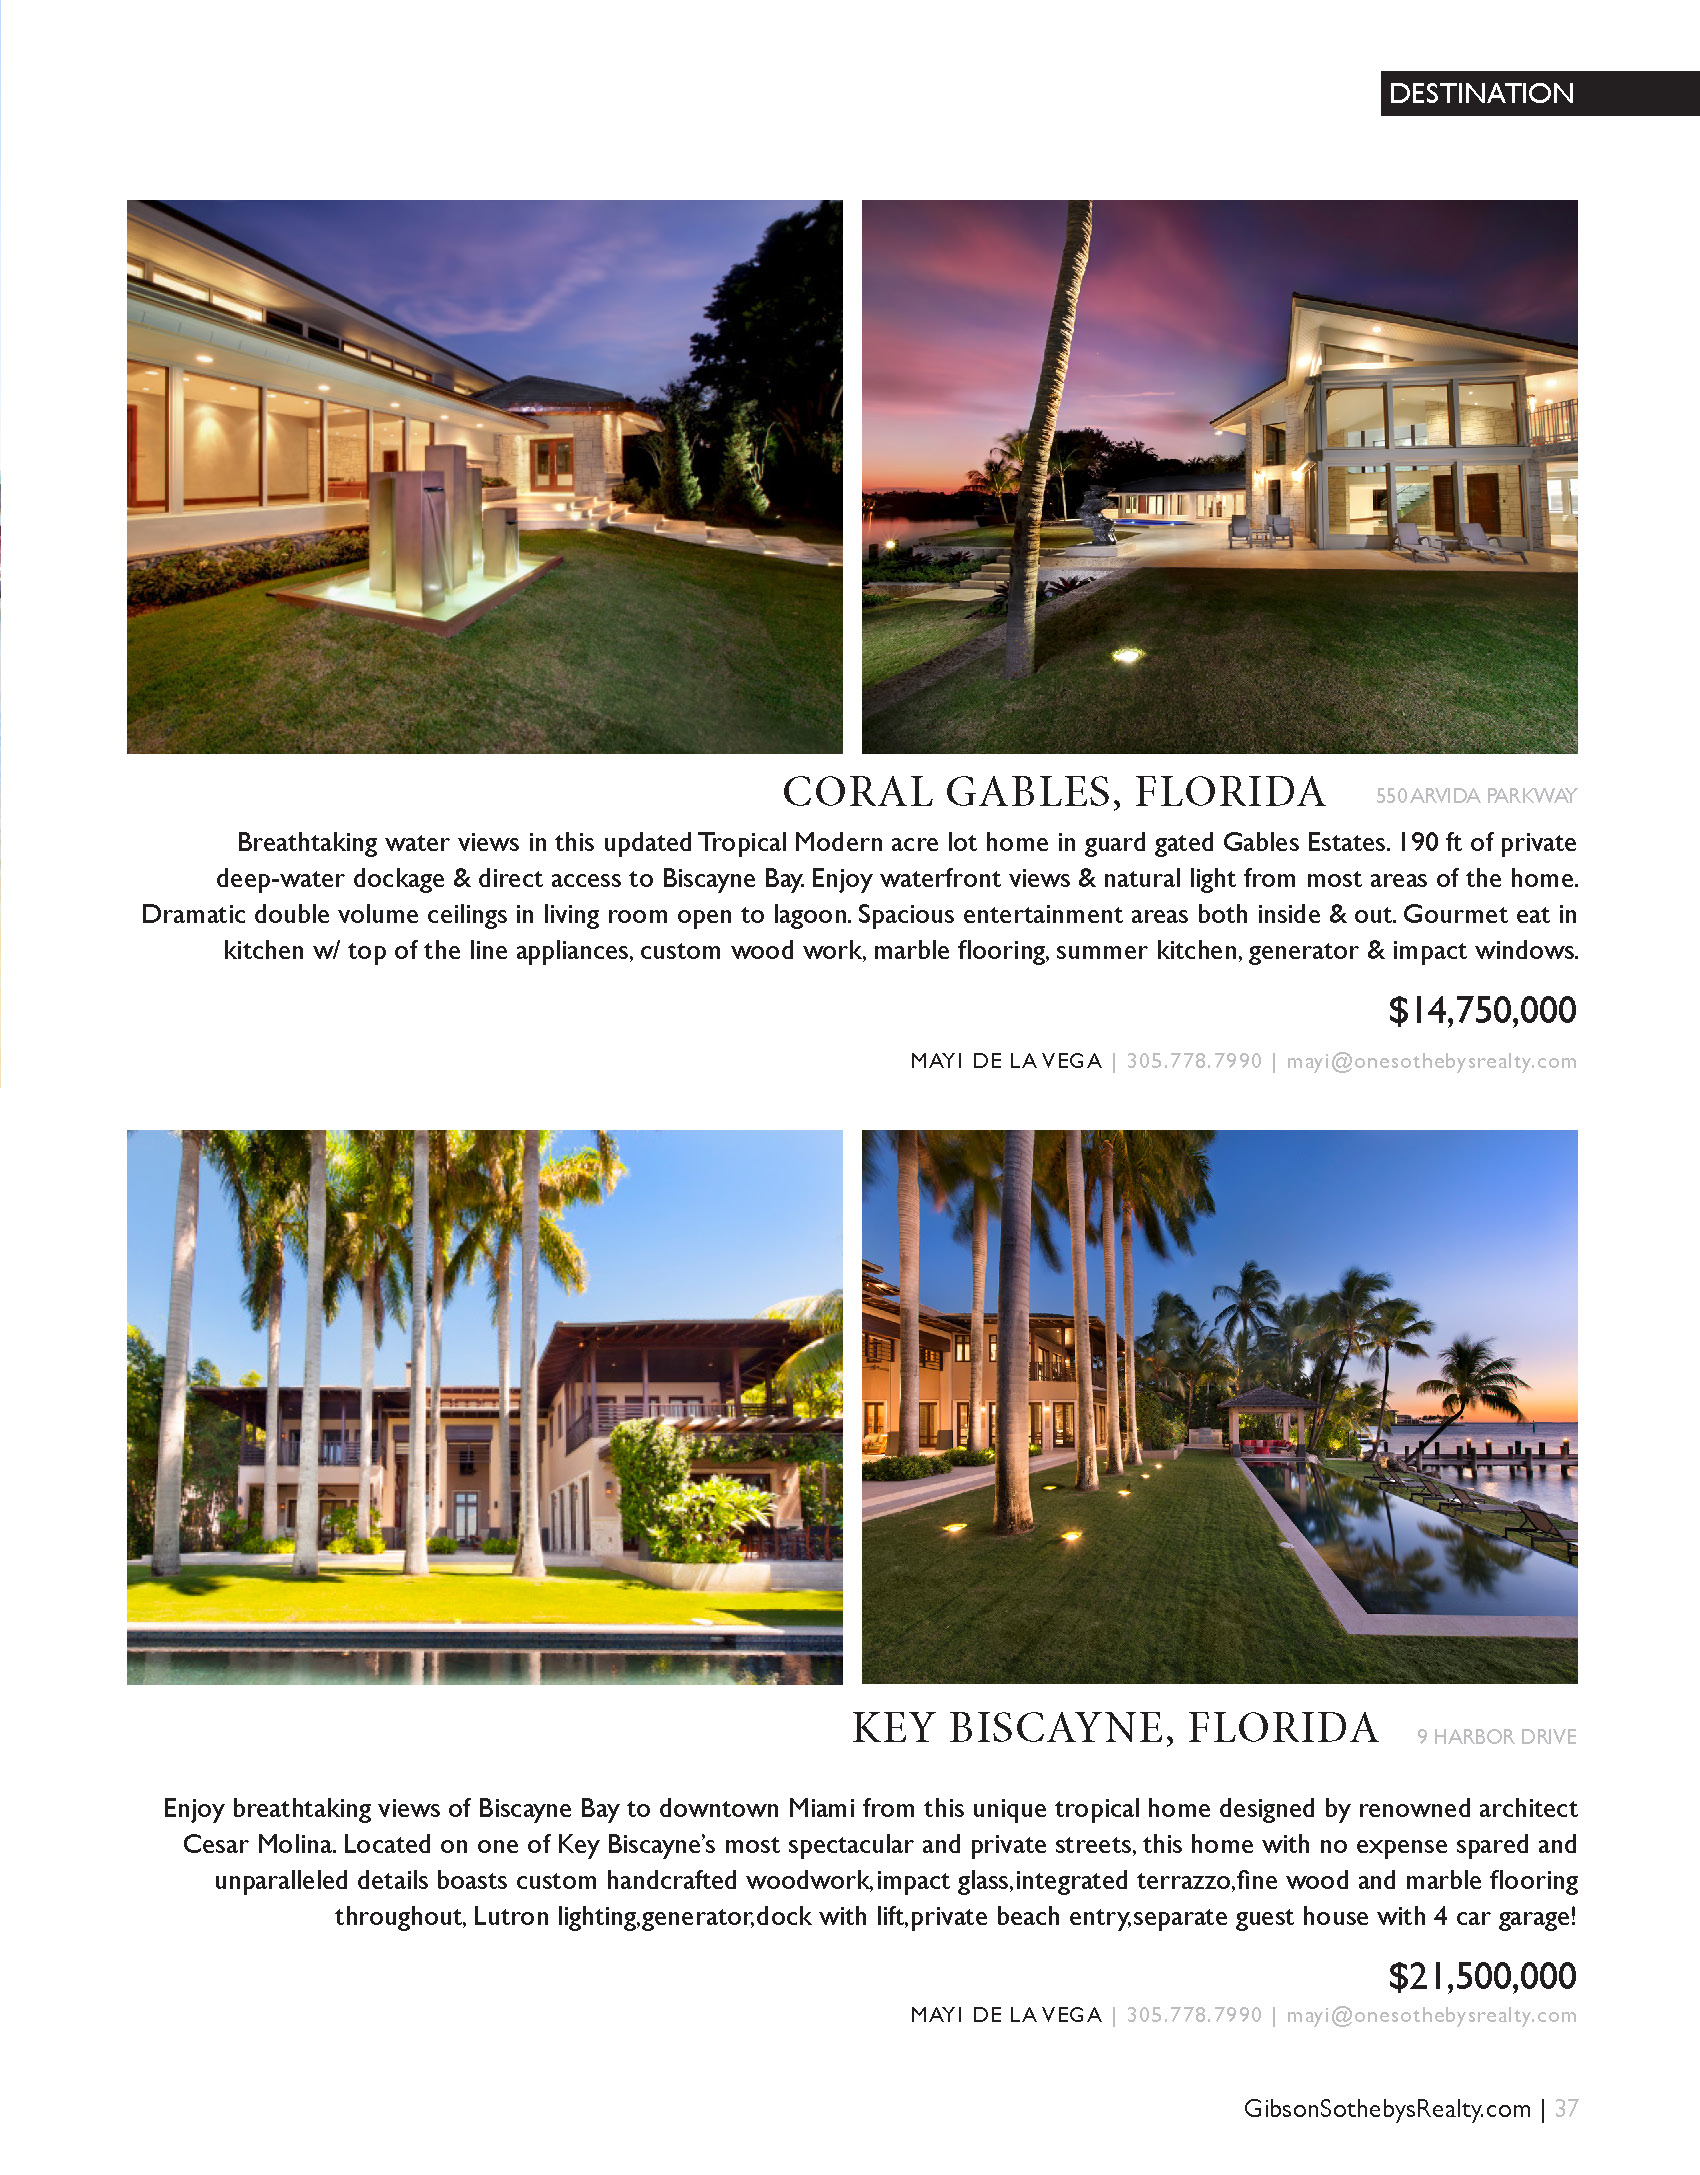 DESTINATION
CORAL GABLES, FLORIDA 550 ARVIDA PARKWAY
Breathtaking water views in this updated Tropical Modern acre lot home in guard gated Gables Estates. 190 ft of private
deep-water dockage & direct access to Biscayne Bay. Enjoy waterfront views & natural light from most areas of the home.
Dramatic double volume ceilings in living room open to lagoon. Spacious entertainment areas both inside & out. Gourmet eat in
kitchen w/ top of the line appliances, custom wood work, marble flooring, summer kitchen, generator & impact windows.
$14,750,000
MAYI DE LA VEGA | 305.778.7990 | mayi@onesothebysrealty.com
KEY BISCAYNE, FLORIDA 9 HARBOR DRIVE
Enjoy breathtaking views of Biscayne Bay to downtown Miami from this unique tropical home designed by renowned architect
Cesar Molina. Located on one of Key Biscayne’s most spectacular and private streets, this home with no expense spared and
unparalleled details boasts custom handcrafted woodwork,impact glass,integrated terrazzo,fine wood and marble flooring
throughout, Lutron lighting,generator,dock with lift,private beach entry,separate guest house with 4 car garage!
$21,500,000
MAYI DE LA VEGA | 305.778.7990 | mayi@onesothebysrealty.com
GibsonSothebysRealty.com | 37